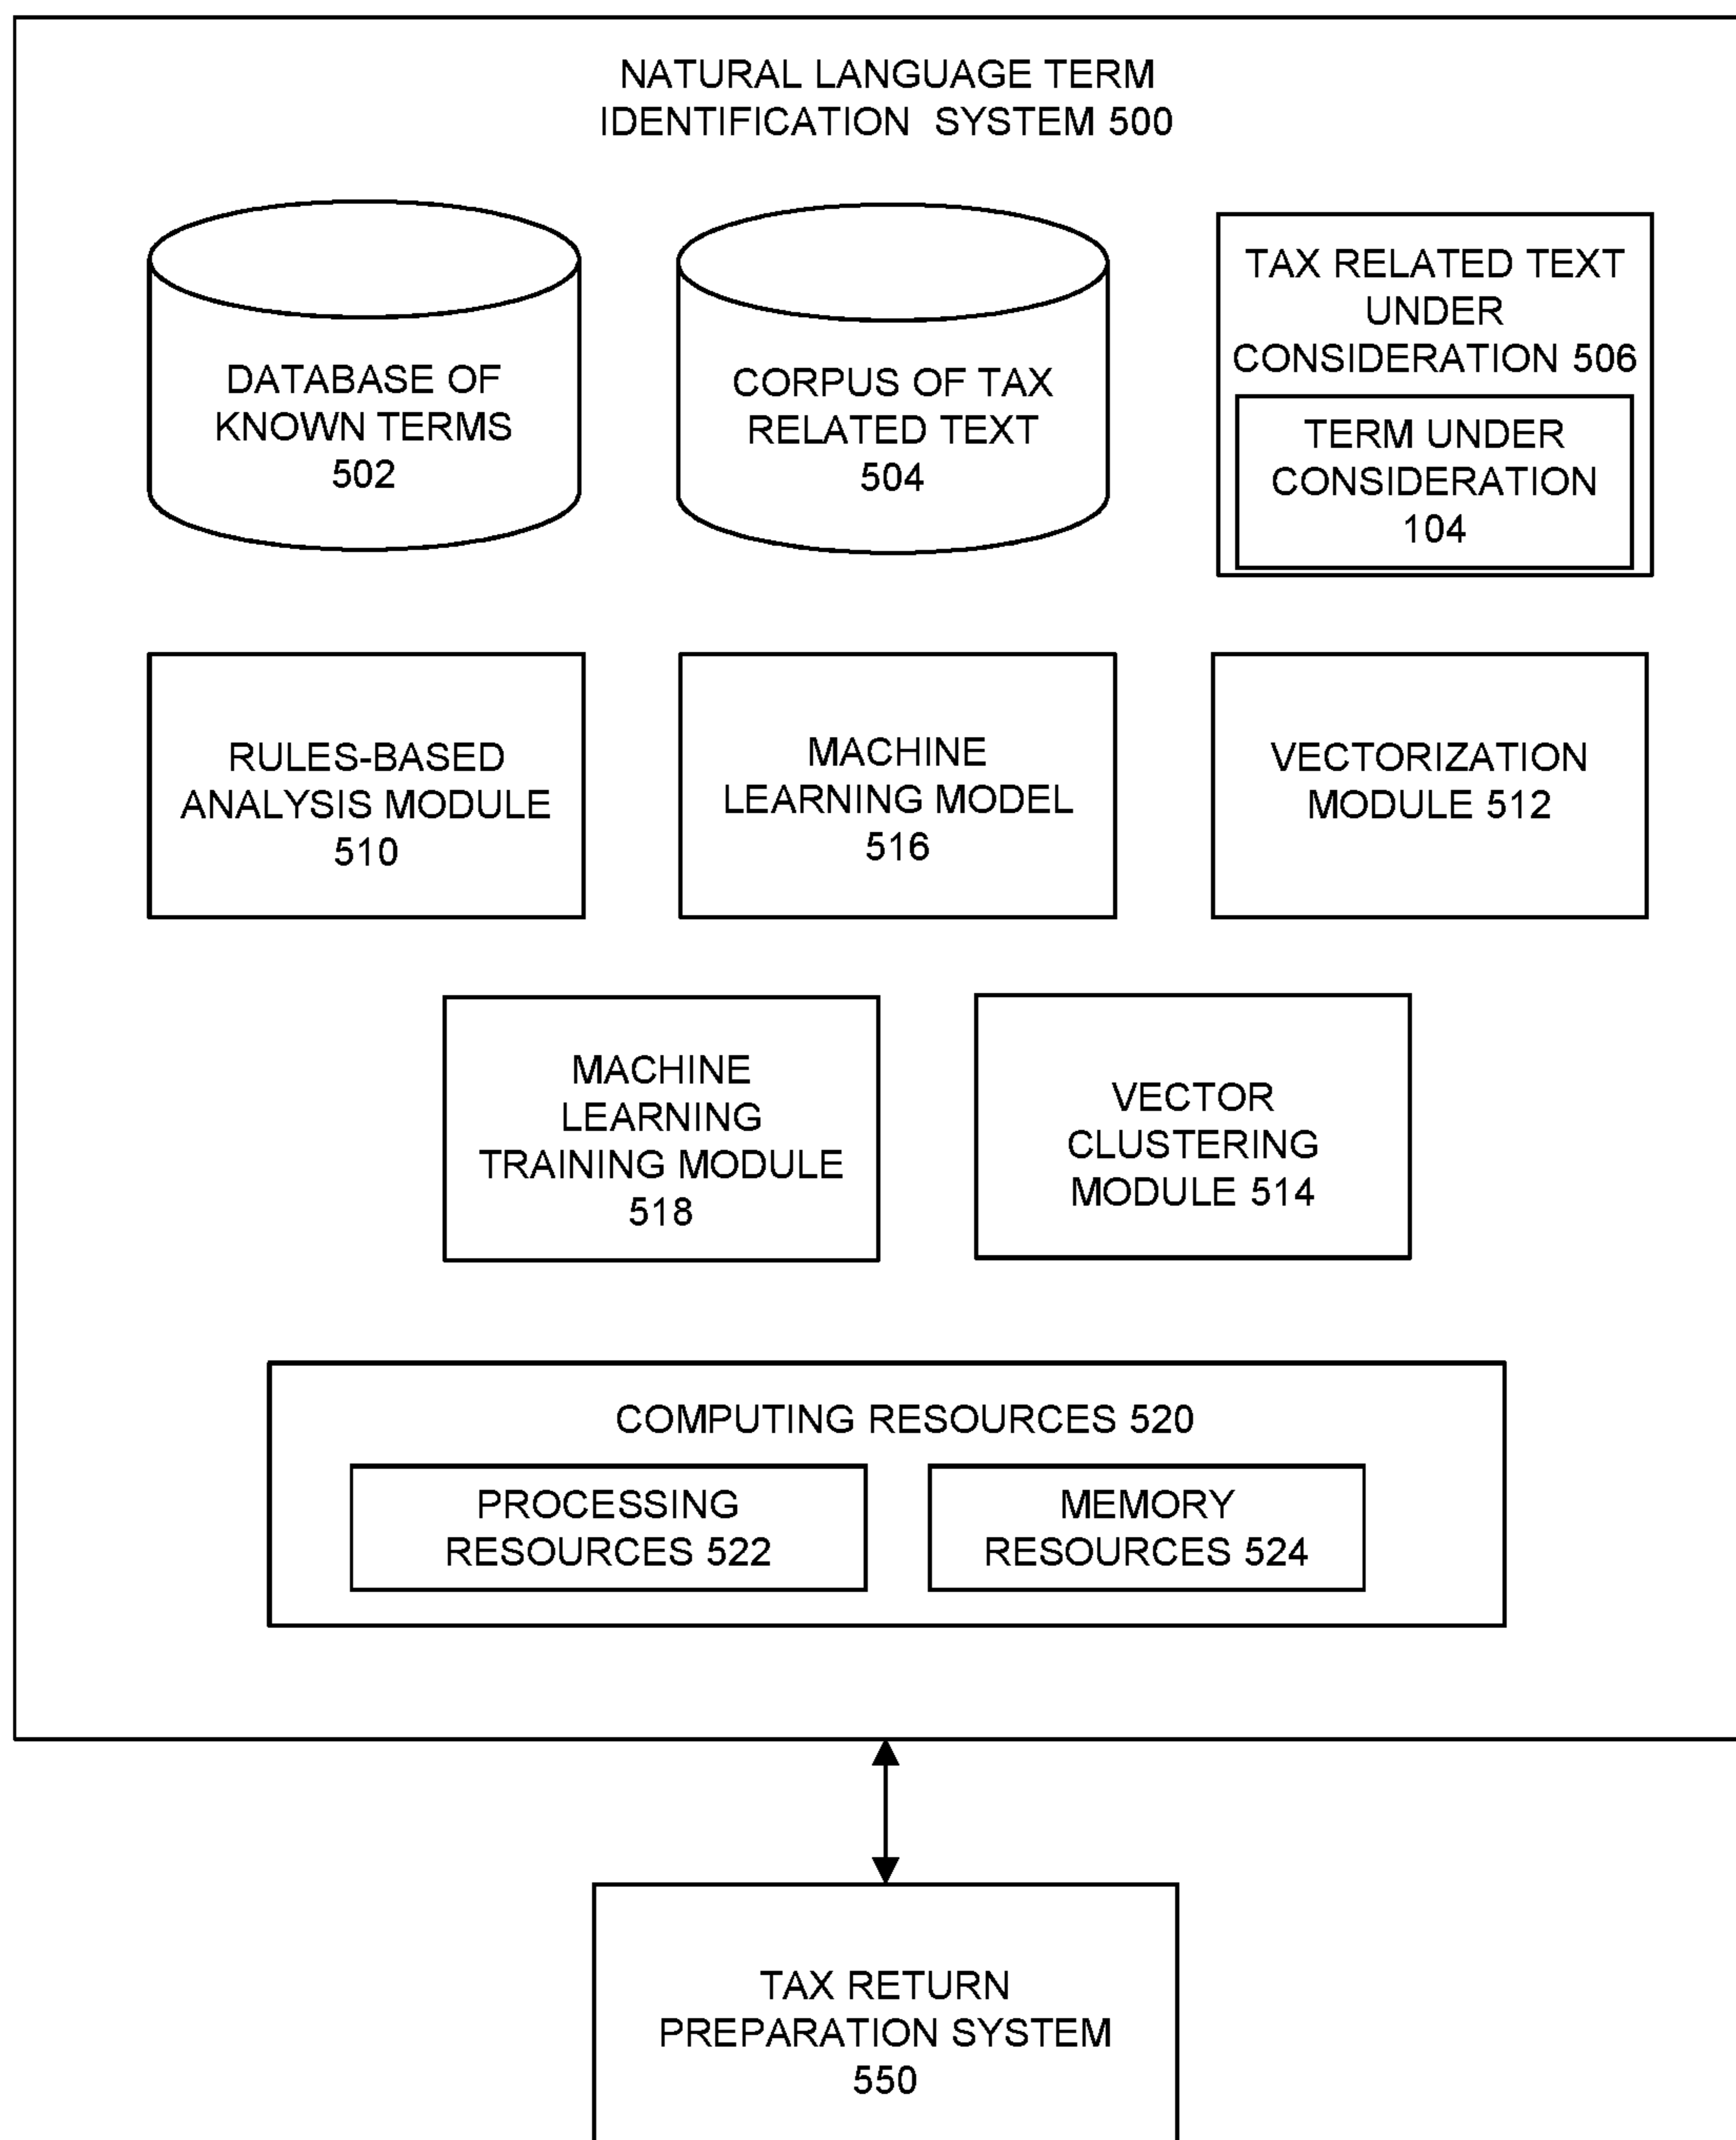 NATURAL LANGUAGE TERM
IDENTIFICATION SYSTEM 500
DATABASE OF
KNOWN TERMS
502
CORPUS OF TAX
RELATED TEXT
504
TAX RELATED TEXT
UNDER
CONSIDERATION 506
TERM UNDER
CONSIDERATION
104
RULES-BASED
ANALYSIS MODULE
510
MACHINE
LEARNING MODEL
516
VECTORIZATION
MODULE 512
MACHINE
LEARNING
TRAINING MODULE
518
VECTOR
CLUSTERING
MODULE 514
COMPUTING RESOURCES 520
PROCESSING
RESOURCES 522
MEMORY
RESOURCES 524
TAX RETURN
PREPARATION SYSTEM
550